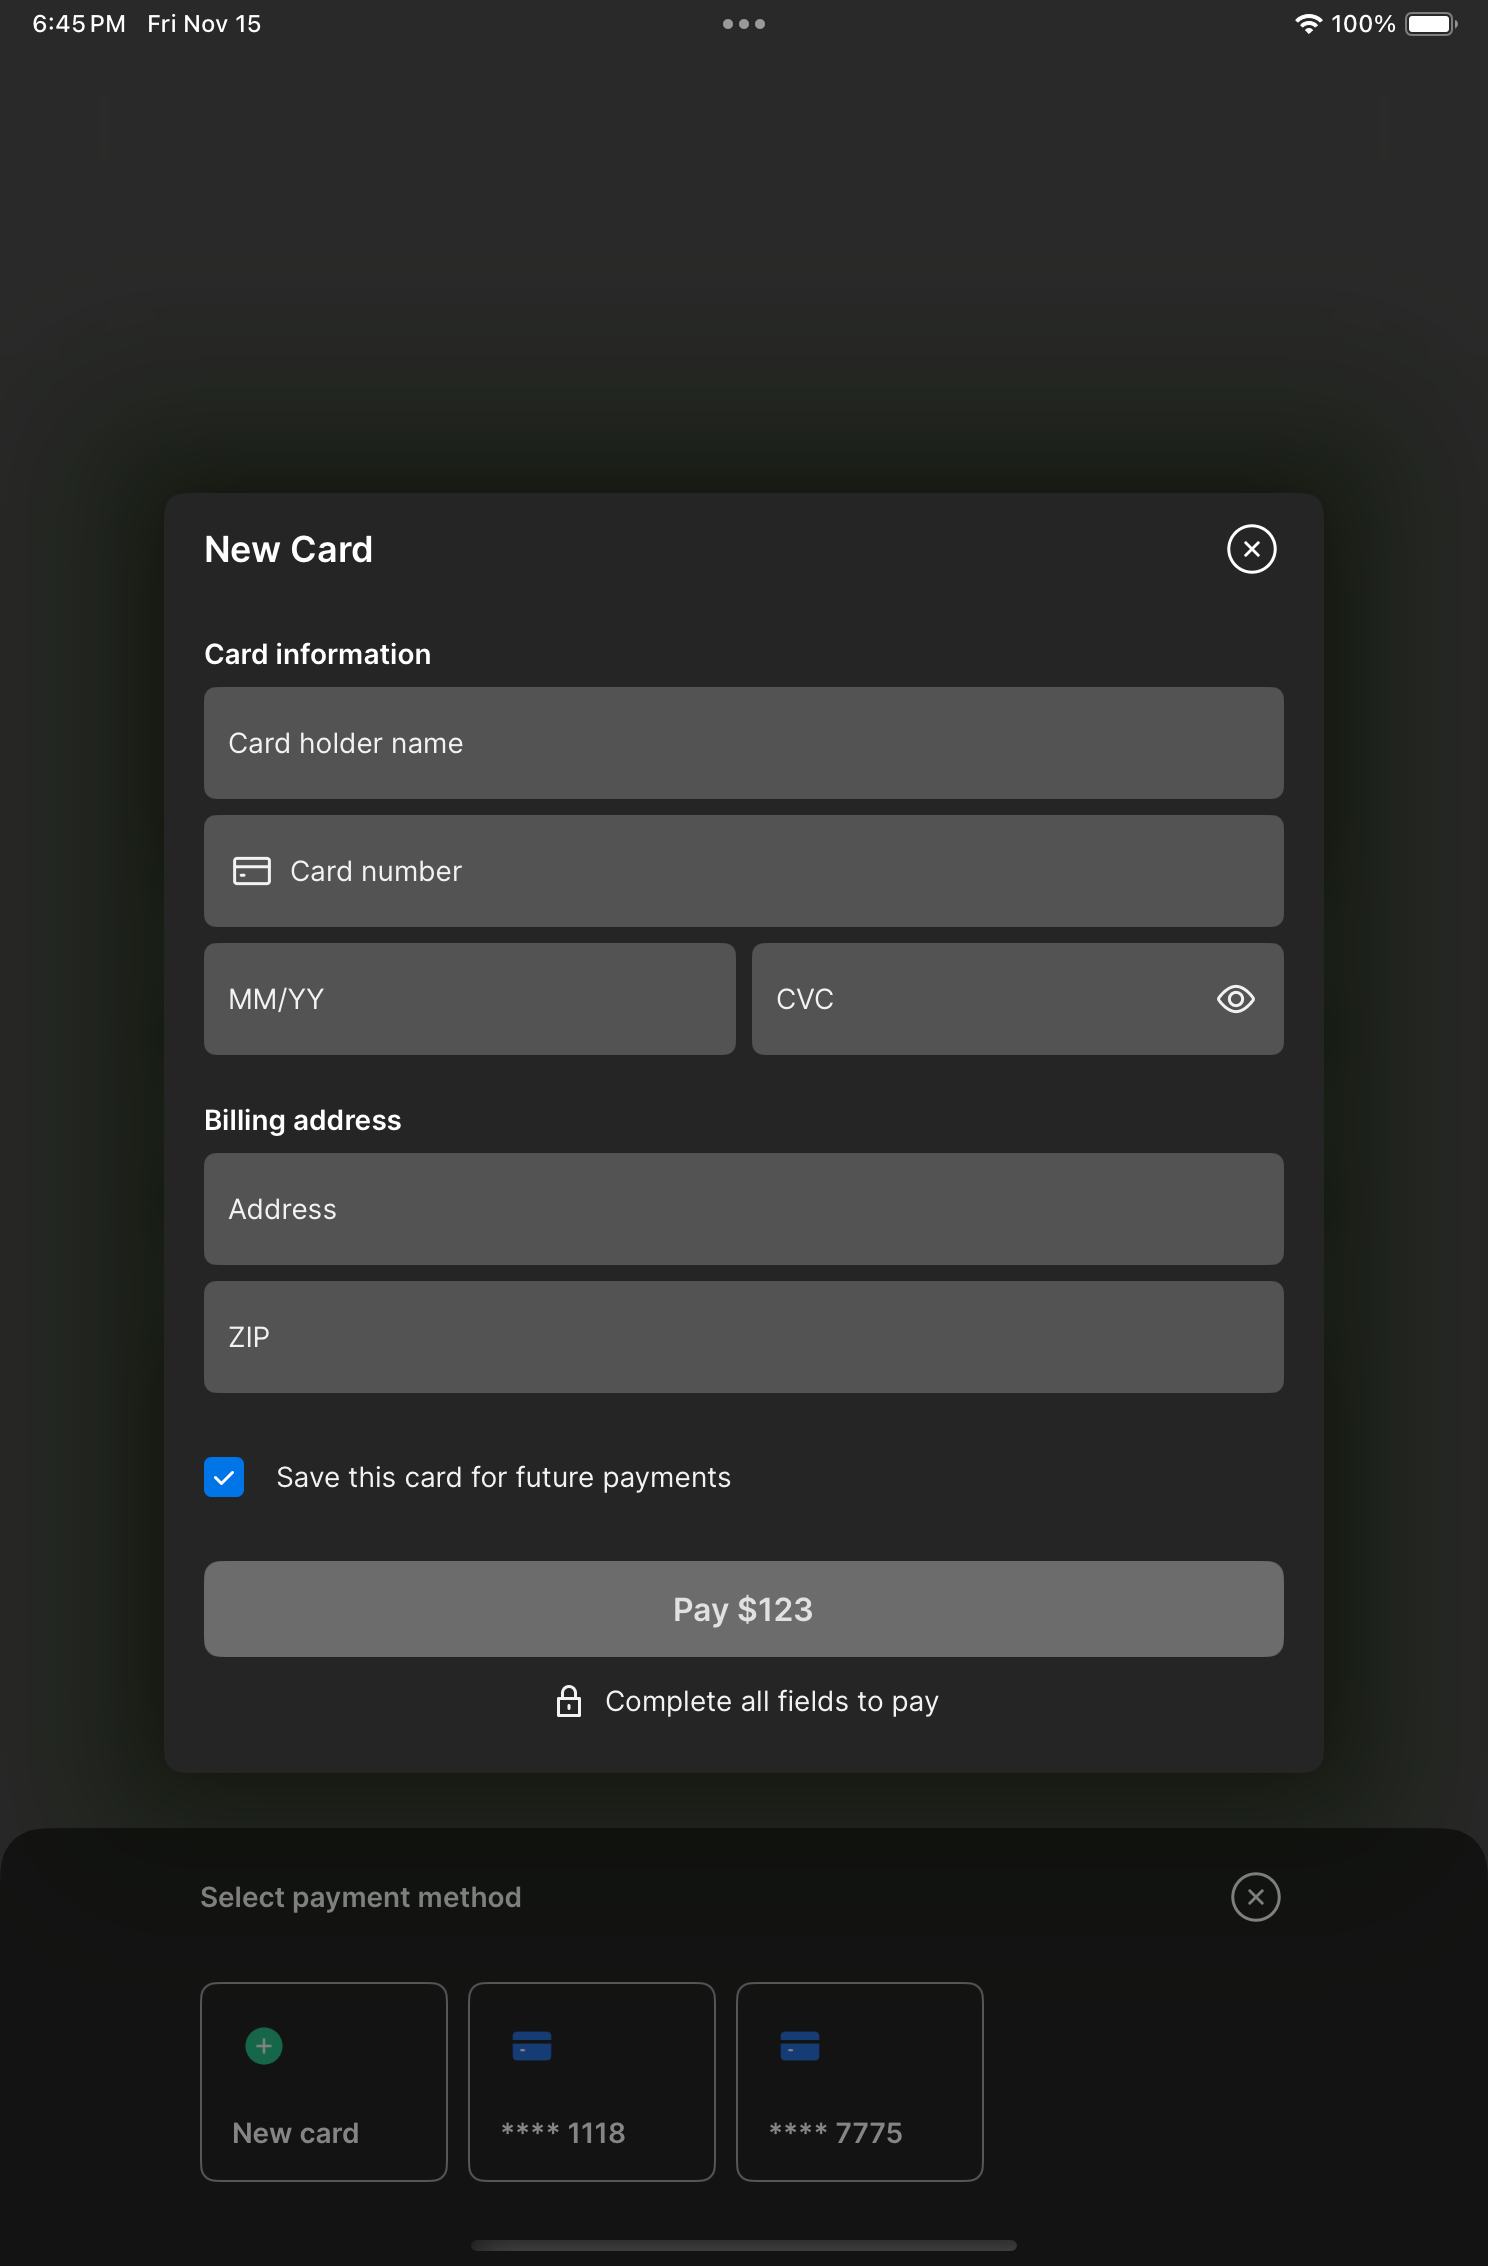 6:45 PM Fri Nov 15
100%
New Card
Card information
Card holder name
Card number
MM/YY
CVC
Billing address
Address
ZIP
Save this card for future payments
Pay $123
Complete all fields to pay
Select payment method
New card
**** 1118
**** 7775